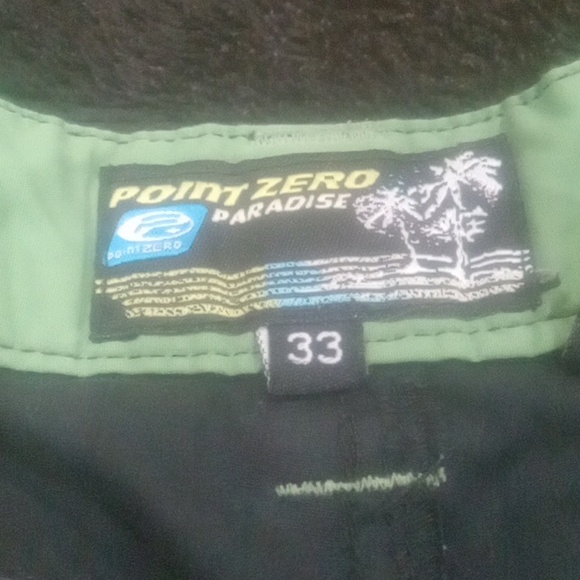 POINT ZERO
PARADISE
POINTZERO
33